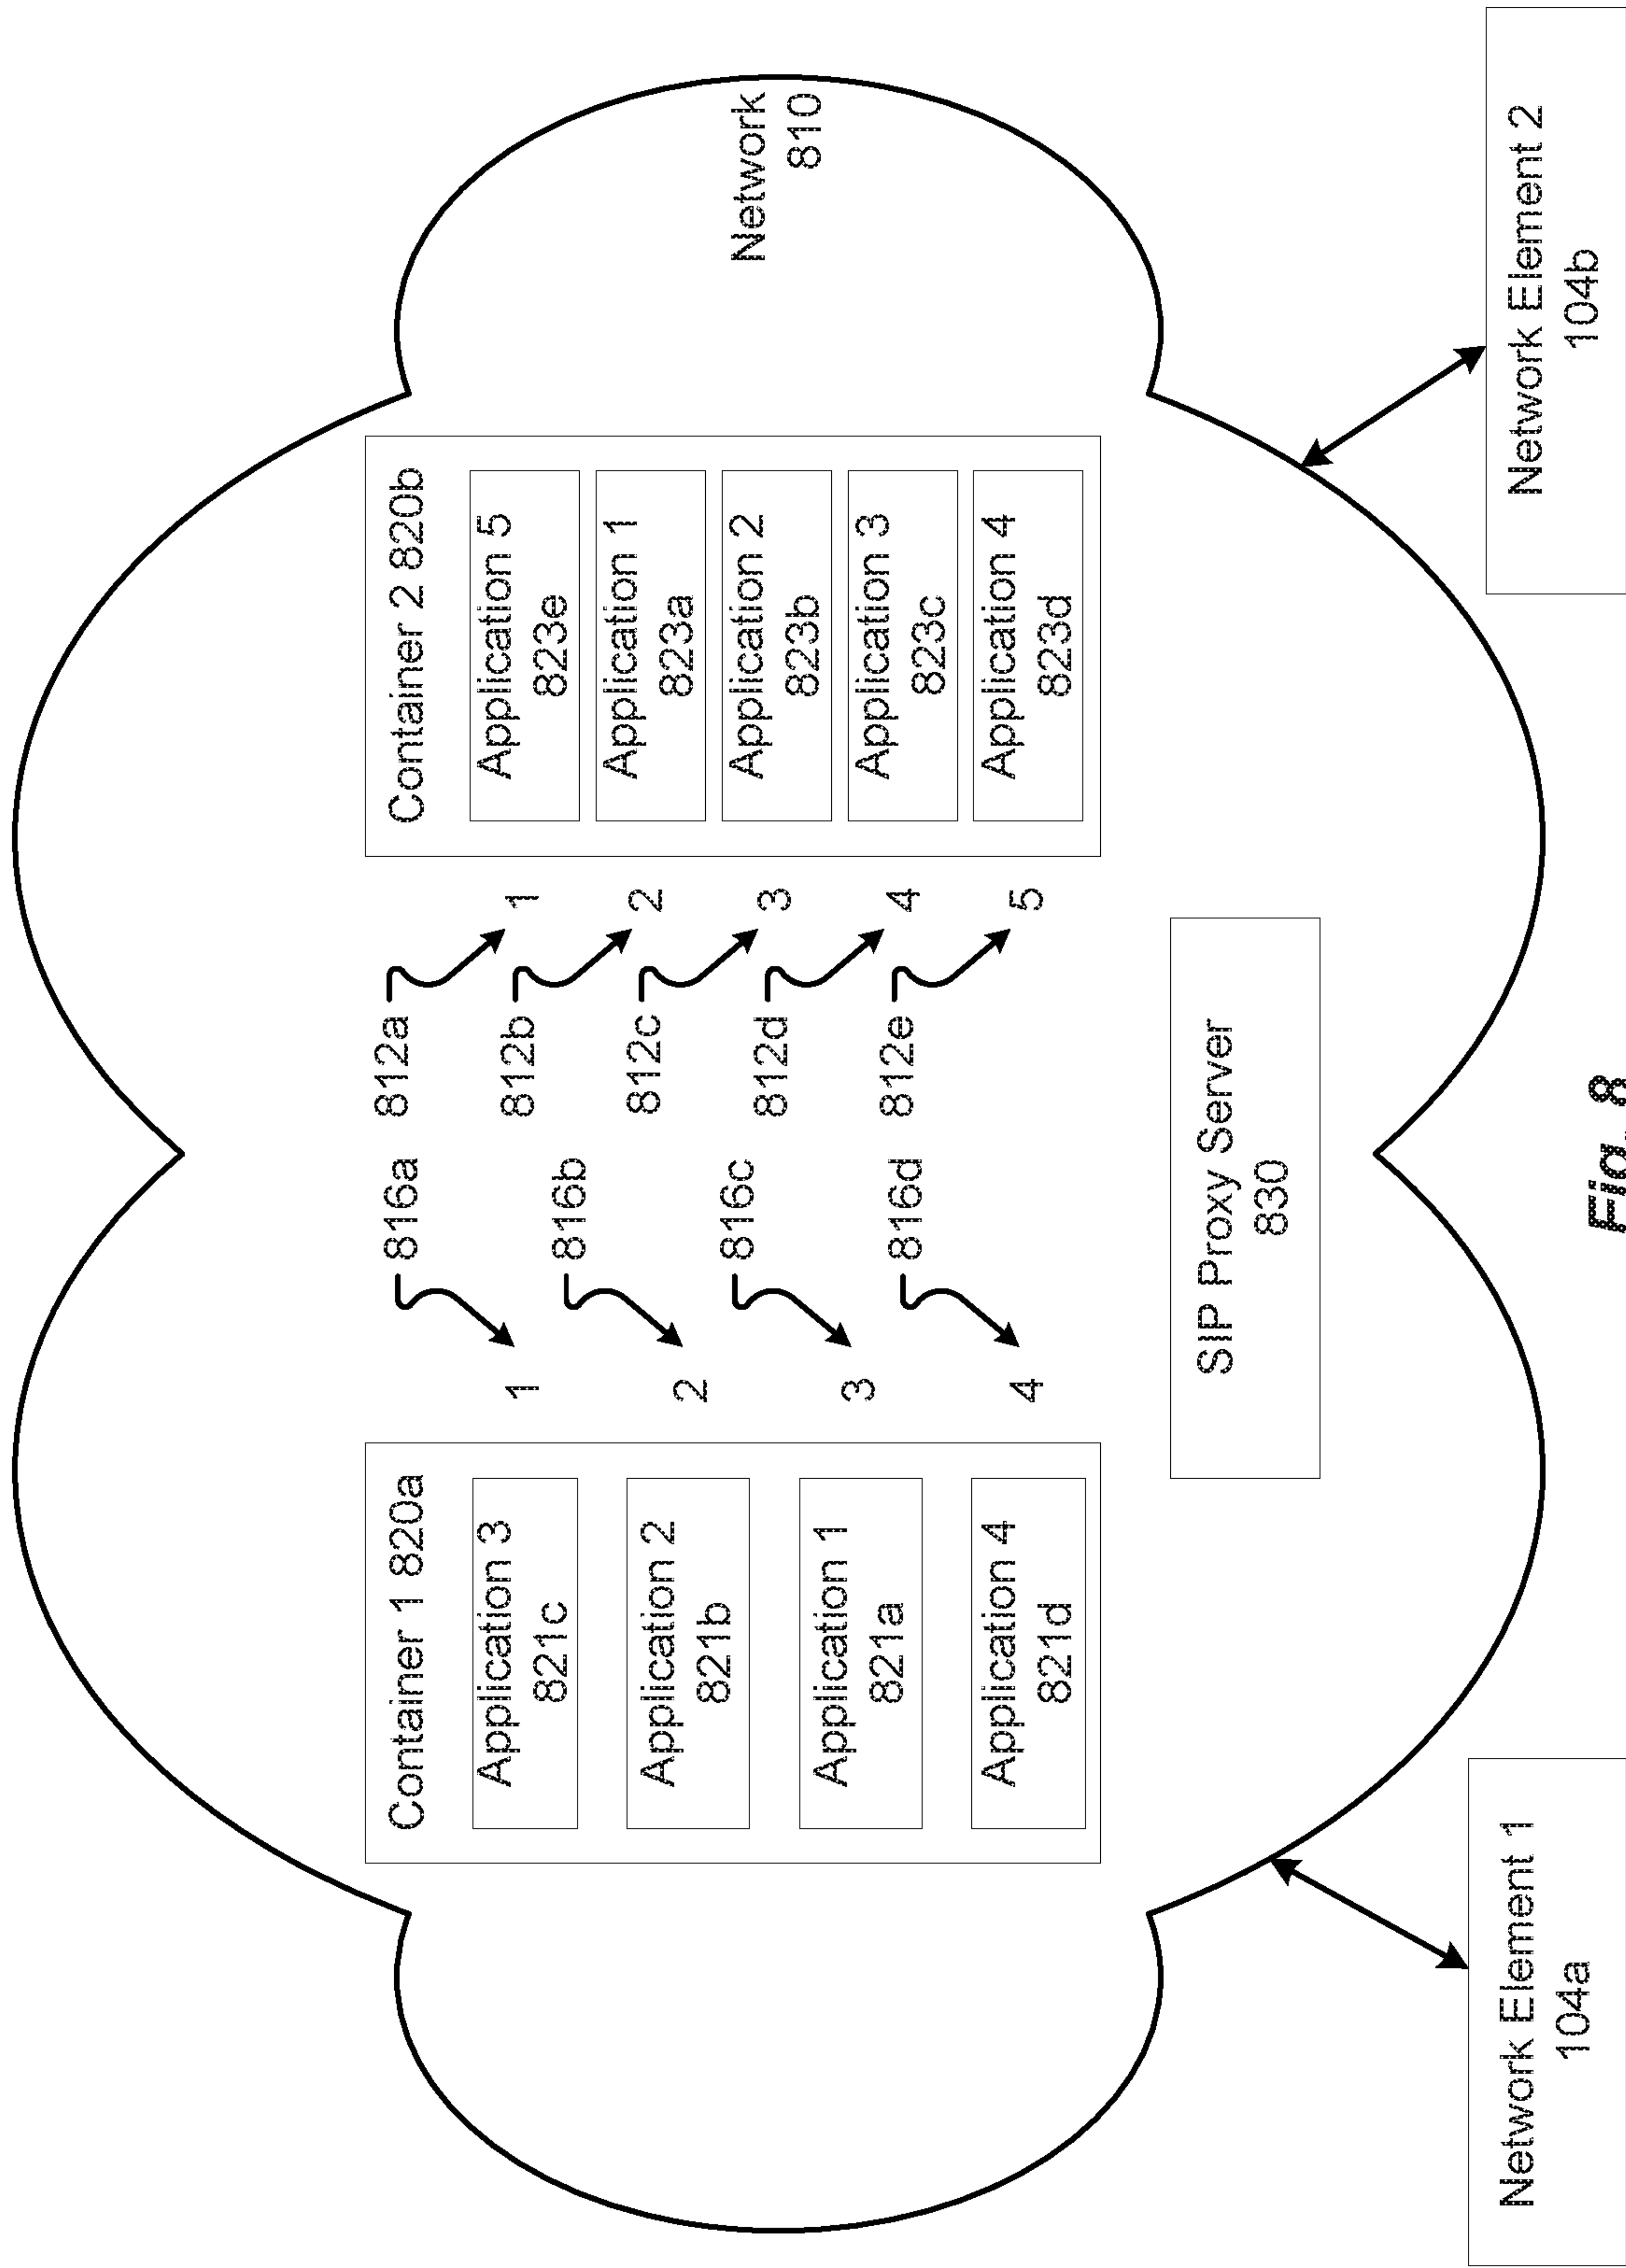 Network
810
Container 1 820a
Application 3
821c
Application 2
821b
Application 1
821a
Application 4
821d
816a
1
816b
2
816c
3
816d
4
812a
1
812b
2
812c
3
812d
4
812e
5
Container 2 820b
Application 5
823e
Application 1
823a
Application 2
823b
Application 3
823c
Application 4
823d
SIP Proxy Server
830
Network Element 1
104a
Network Element 2
104b
Fig. 8